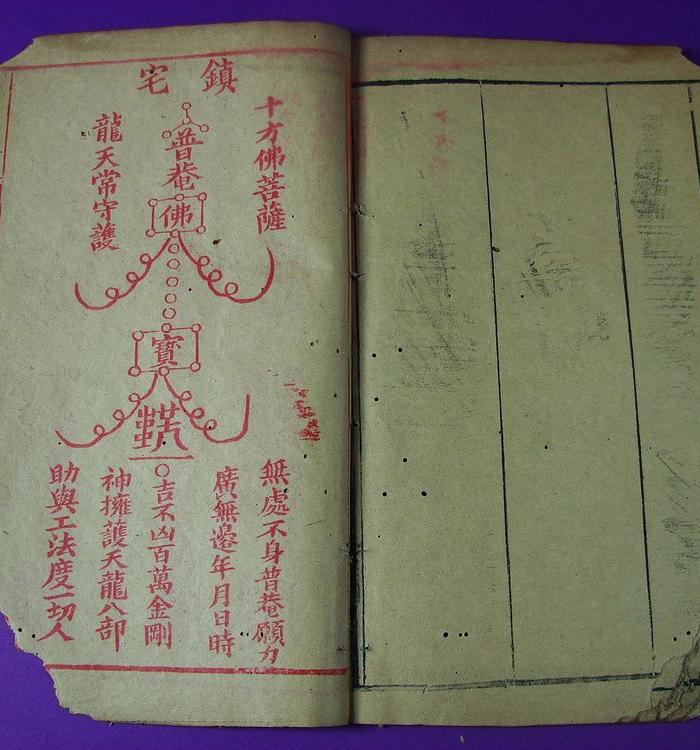 鎮宅
十方佛菩薩
普菴
佛
寶
龍天常守護
無處不身普菴願力
廣無邊年月日時
吉不凶百萬金剛
神擁護天龍八部
助與工法度一切人